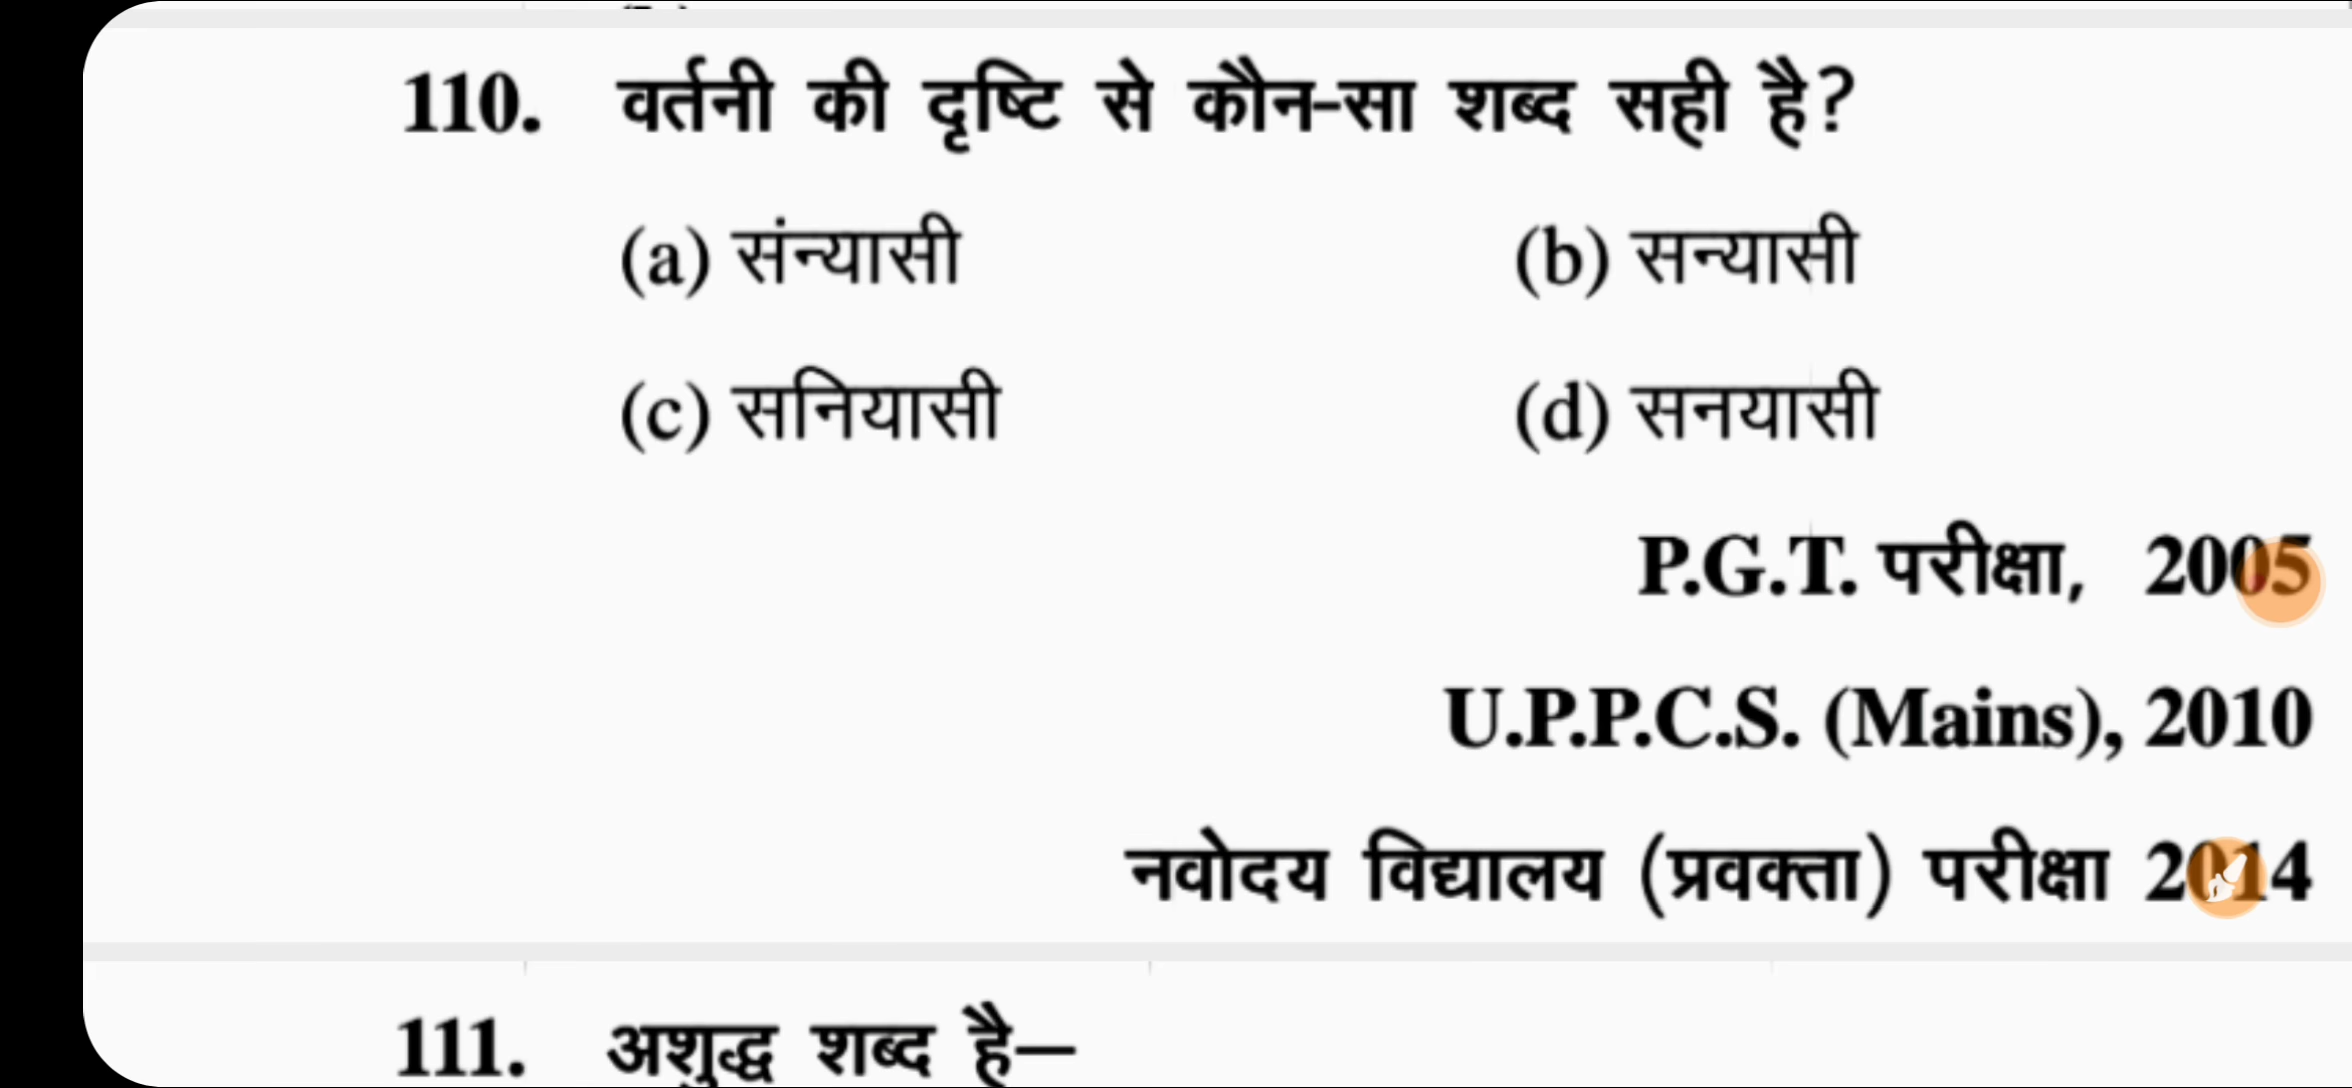 110. वर्तनी की दृष्टि से कौन-सा शब्द सही है?
(a) संन्यासी (b) सन्यासी
(c) सनियासी (d) सनयासी
P.G.T. परीक्षा, 2005
U.P.P.C.S. (Mains), 2010
नवोदय विद्यालय (प्रवक्ता) परीक्षा 2014
111. अशुद्ध शब्द है—